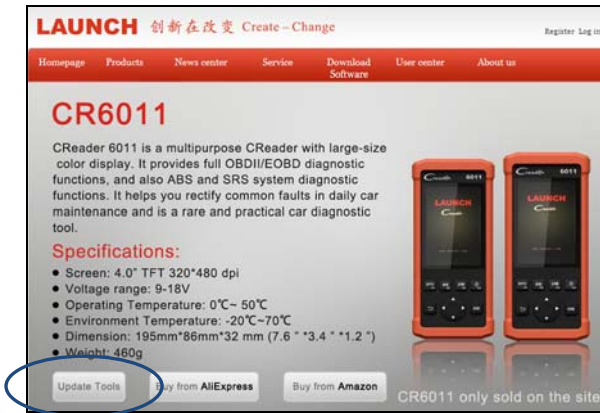 LAUNCH 创新在改变 Create – Change
Register Log in
Homepage Products News center Service Download Software User center About us
CR6011
CReader 6011 is a multipurpose CReader with large-size
color display. It provides full OBDII/EOBD diagnostic
functions, and also ABS and SRS system diagnostic
functions. It helps you rectify common faults in daily car
maintenance and is a rare and practical car diagnostic
tool.
Specifications:
● Screen: 4.0" TFT 320*480 dpi
● Voltage range: 9-18V
● Operating Temperature: 0℃~ 50℃
● Environment Temperature: -20℃~70℃
● Dimension: 195mm*86mm*32 mm (7.6 " *3.4 " *1.2 ")
● Weight: 460g
Update Tools
Buy from AliExpress
Buy from Amazon
6011
LAUNCH
6011
LAUNCH
CR6011 only sold on the site